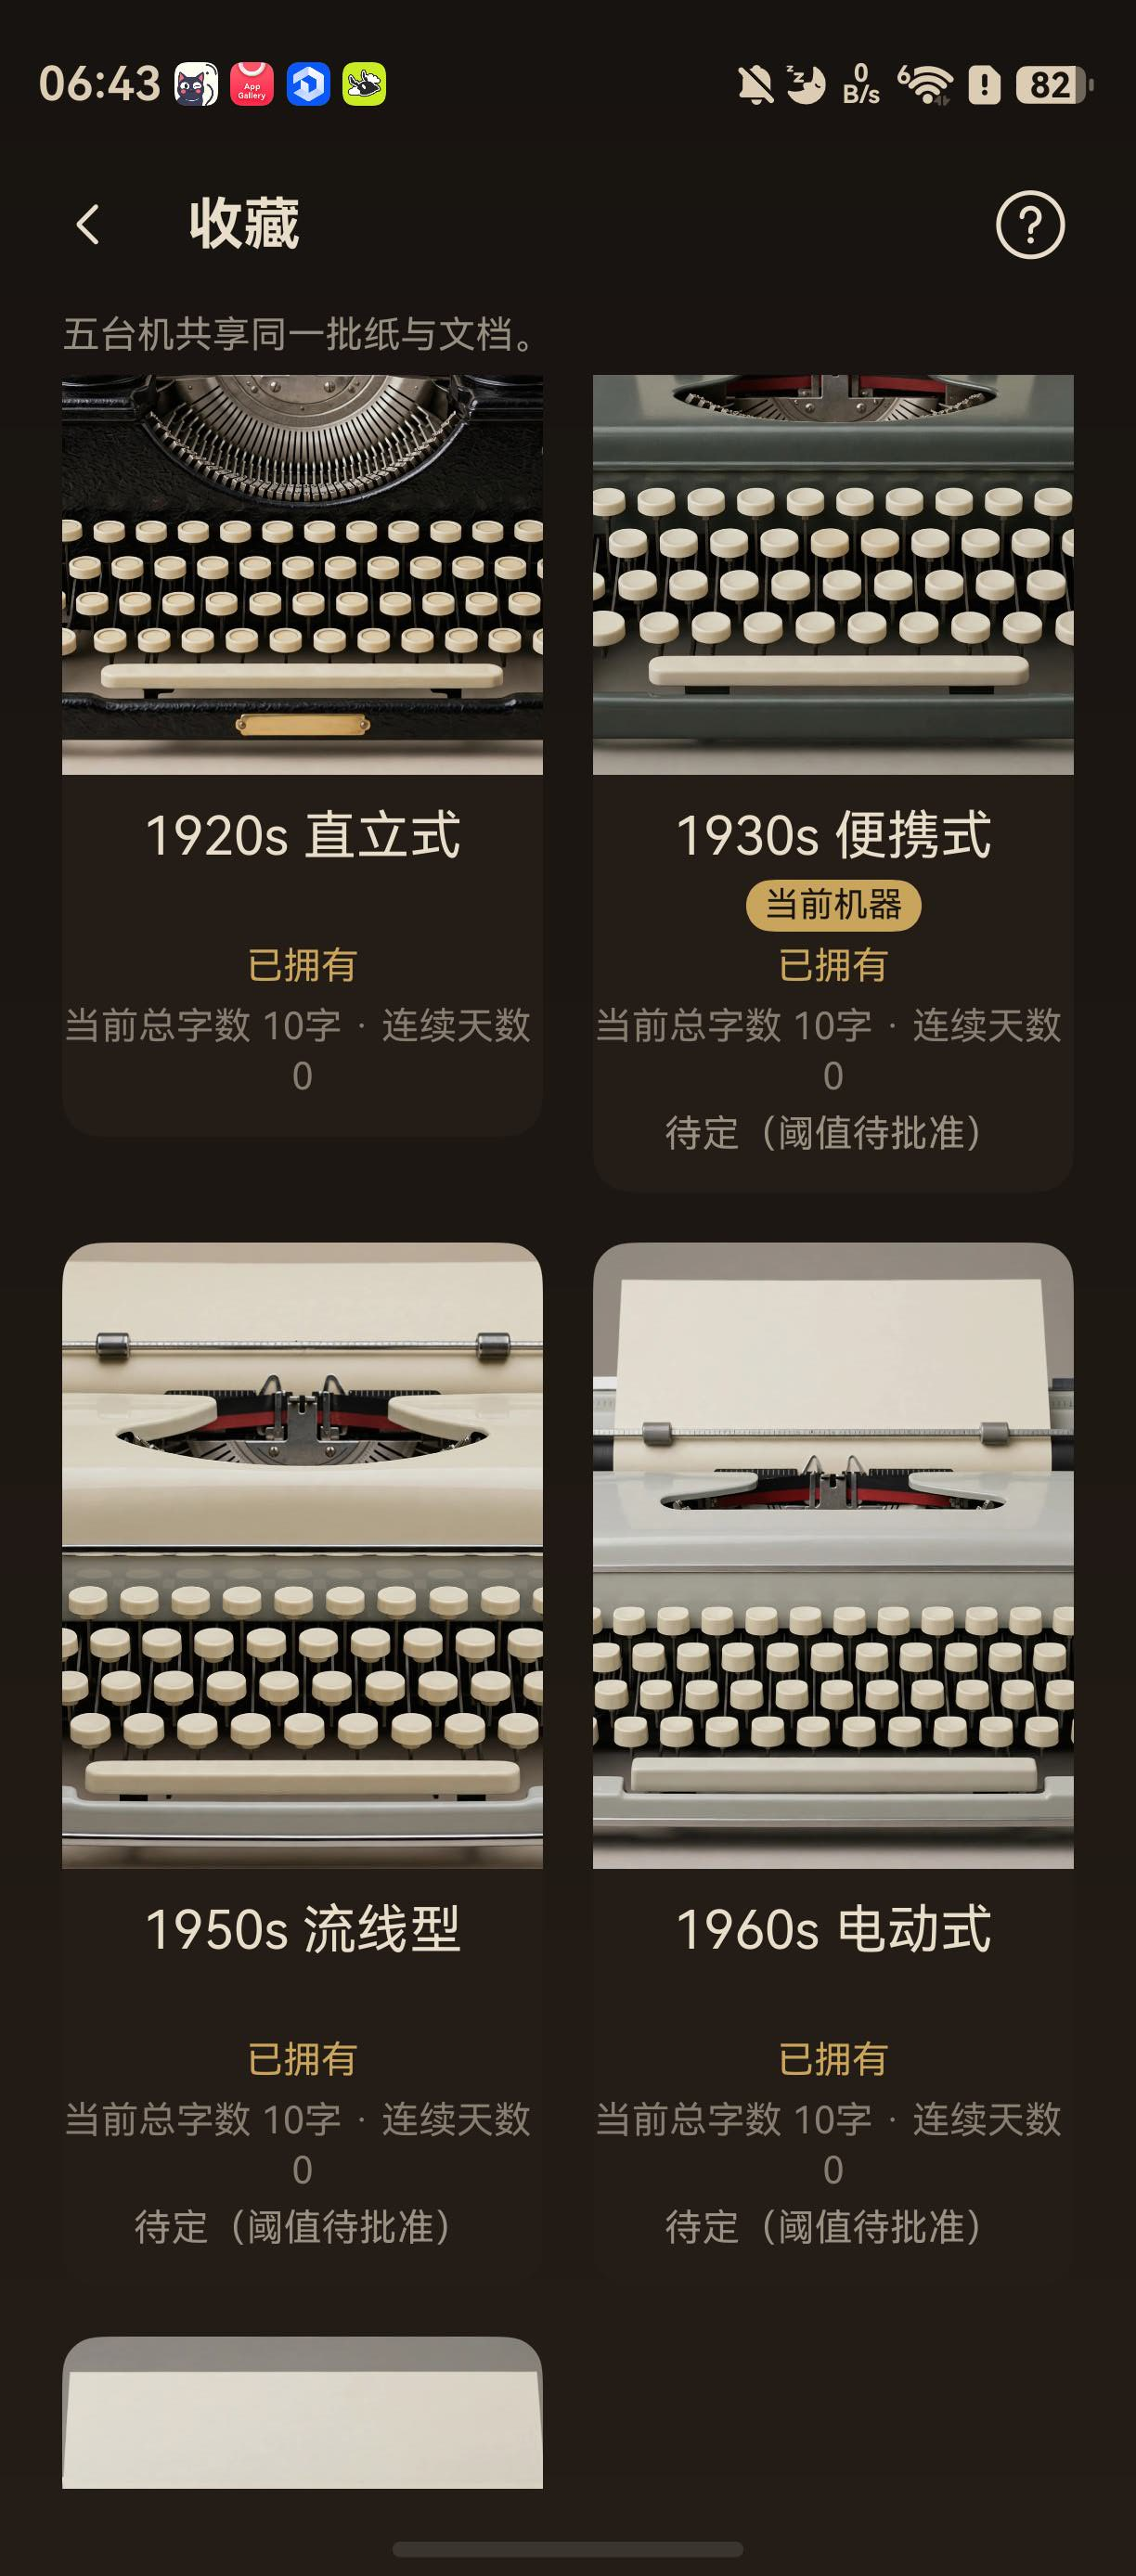 06:43
App
Gallery
0
B/s
6
82
收藏
五台机共享同一批纸与文档。
1920s 直立式
已拥有
当前总字数 10字 · 连续天数
0
1930s 便携式
当前机器
已拥有
当前总字数 10字 · 连续天数
0
待定（阈值待批准）
1950s 流线型
已拥有
当前总字数 10字 · 连续天数
0
待定（阈值待批准）
1960s 电动式
已拥有
当前总字数 10字 · 连续天数
0
待定（阈值待批准）